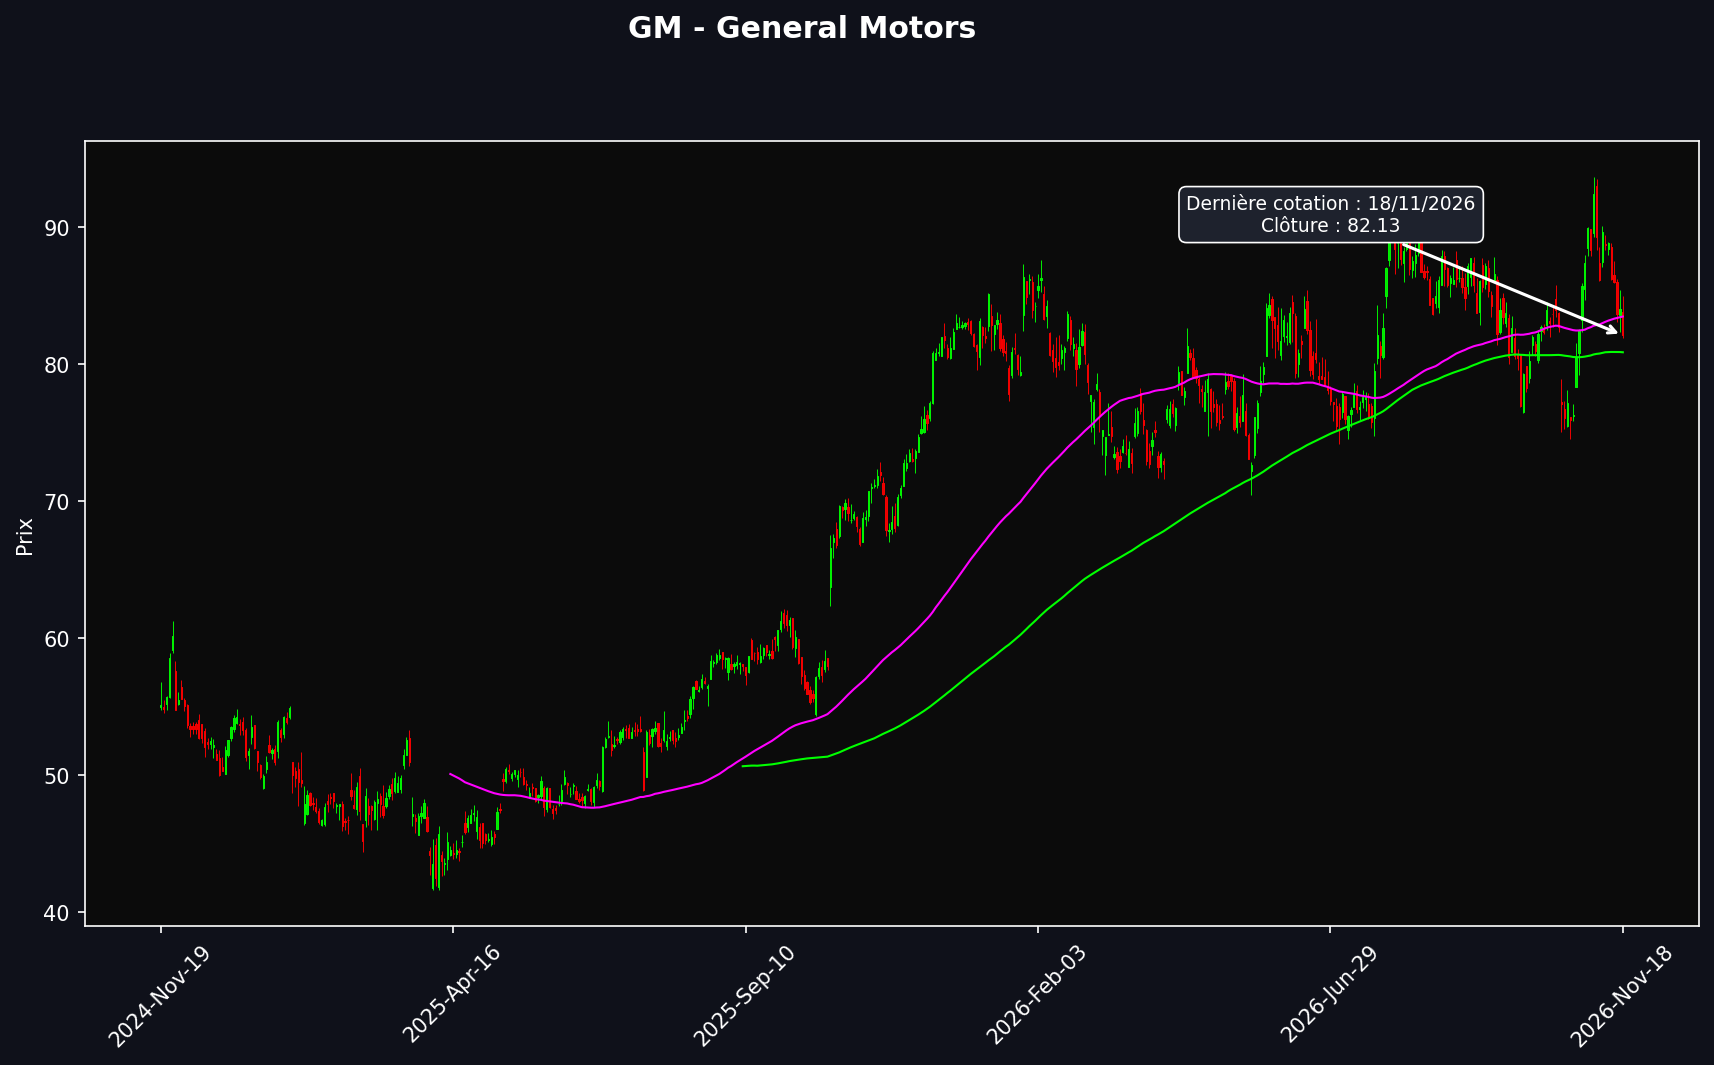 GM - General Motors
Dernière cotation : 18/11/2026
Clôture : 82.13
Prix
90
80
70
60
50
40
2024-Nov-19
2025-Apr-16
2025-Sep-10
2026-Feb-03
2026-Jun-29
2026-Nov-18